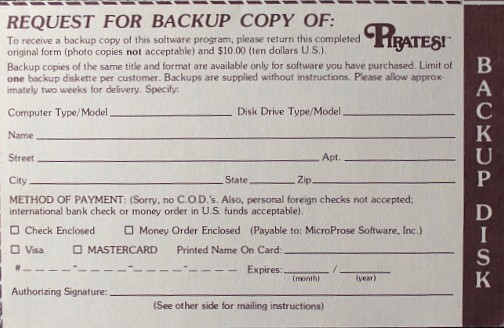 REQUEST FOR BACKUP COPY OF:
PIRATES!™
To receive a backup copy of this software program, please return this completed
original form (photo copies not acceptable) and $10.00 (ten dollars U.S.).
Backup copies of the same title and format are available only for software you have purchased. Limit of
one backup diskette per customer. Backups are supplied without instructions. Please allow approx-
imately two weeks for delivery. Specify:
Computer Type/Model Disk Drive Type/Model
Name
Street Apt.
City State Zip
METHOD OF PAYMENT: (Sorry, no C.O.D.'s. Also, personal foreign checks not accepted;
international bank check or money order in U.S. funds acceptable).
Check Enclosed Money Order Enclosed (Payable to: MicroProse Software, Inc.)
Visa MASTERCARD Printed Name On Card:
# _ _ _ _ - _ _ _ _ - _ _ _ _ - _ _ _ _ Expires: /
(month) (year)
Authorizing Signature:
(See other side for mailing instructions)
BACKUP DISK